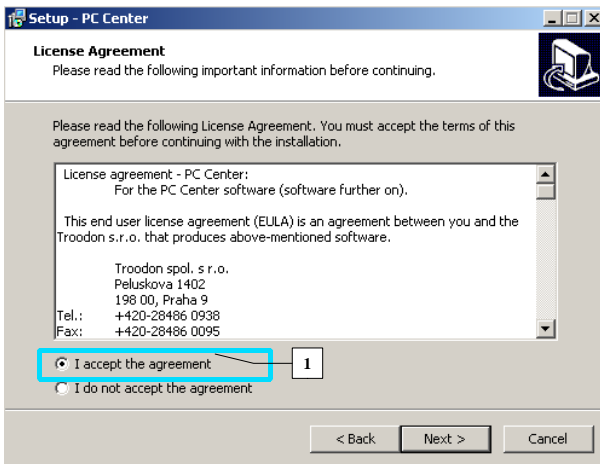 Setup - PC Center
License Agreement
Please read the following important information before continuing.
Please read the following License Agreement. You must accept the terms of this
agreement before continuing with the installation.
License agreement - PC Center:
For the PC Center software (software further on).
This end user license agreement (EULA) is an agreement between you and the
Troodon s.r.o. that produces above-mentioned software.
Troodon spol. s r.o.
Peluskova 1402
198 00, Praha 9
Tel.: +420-28486 0938
Fax: +420-28486 0095
I accept the agreement 1
I do not accept the agreement
< Back Next > Cancel